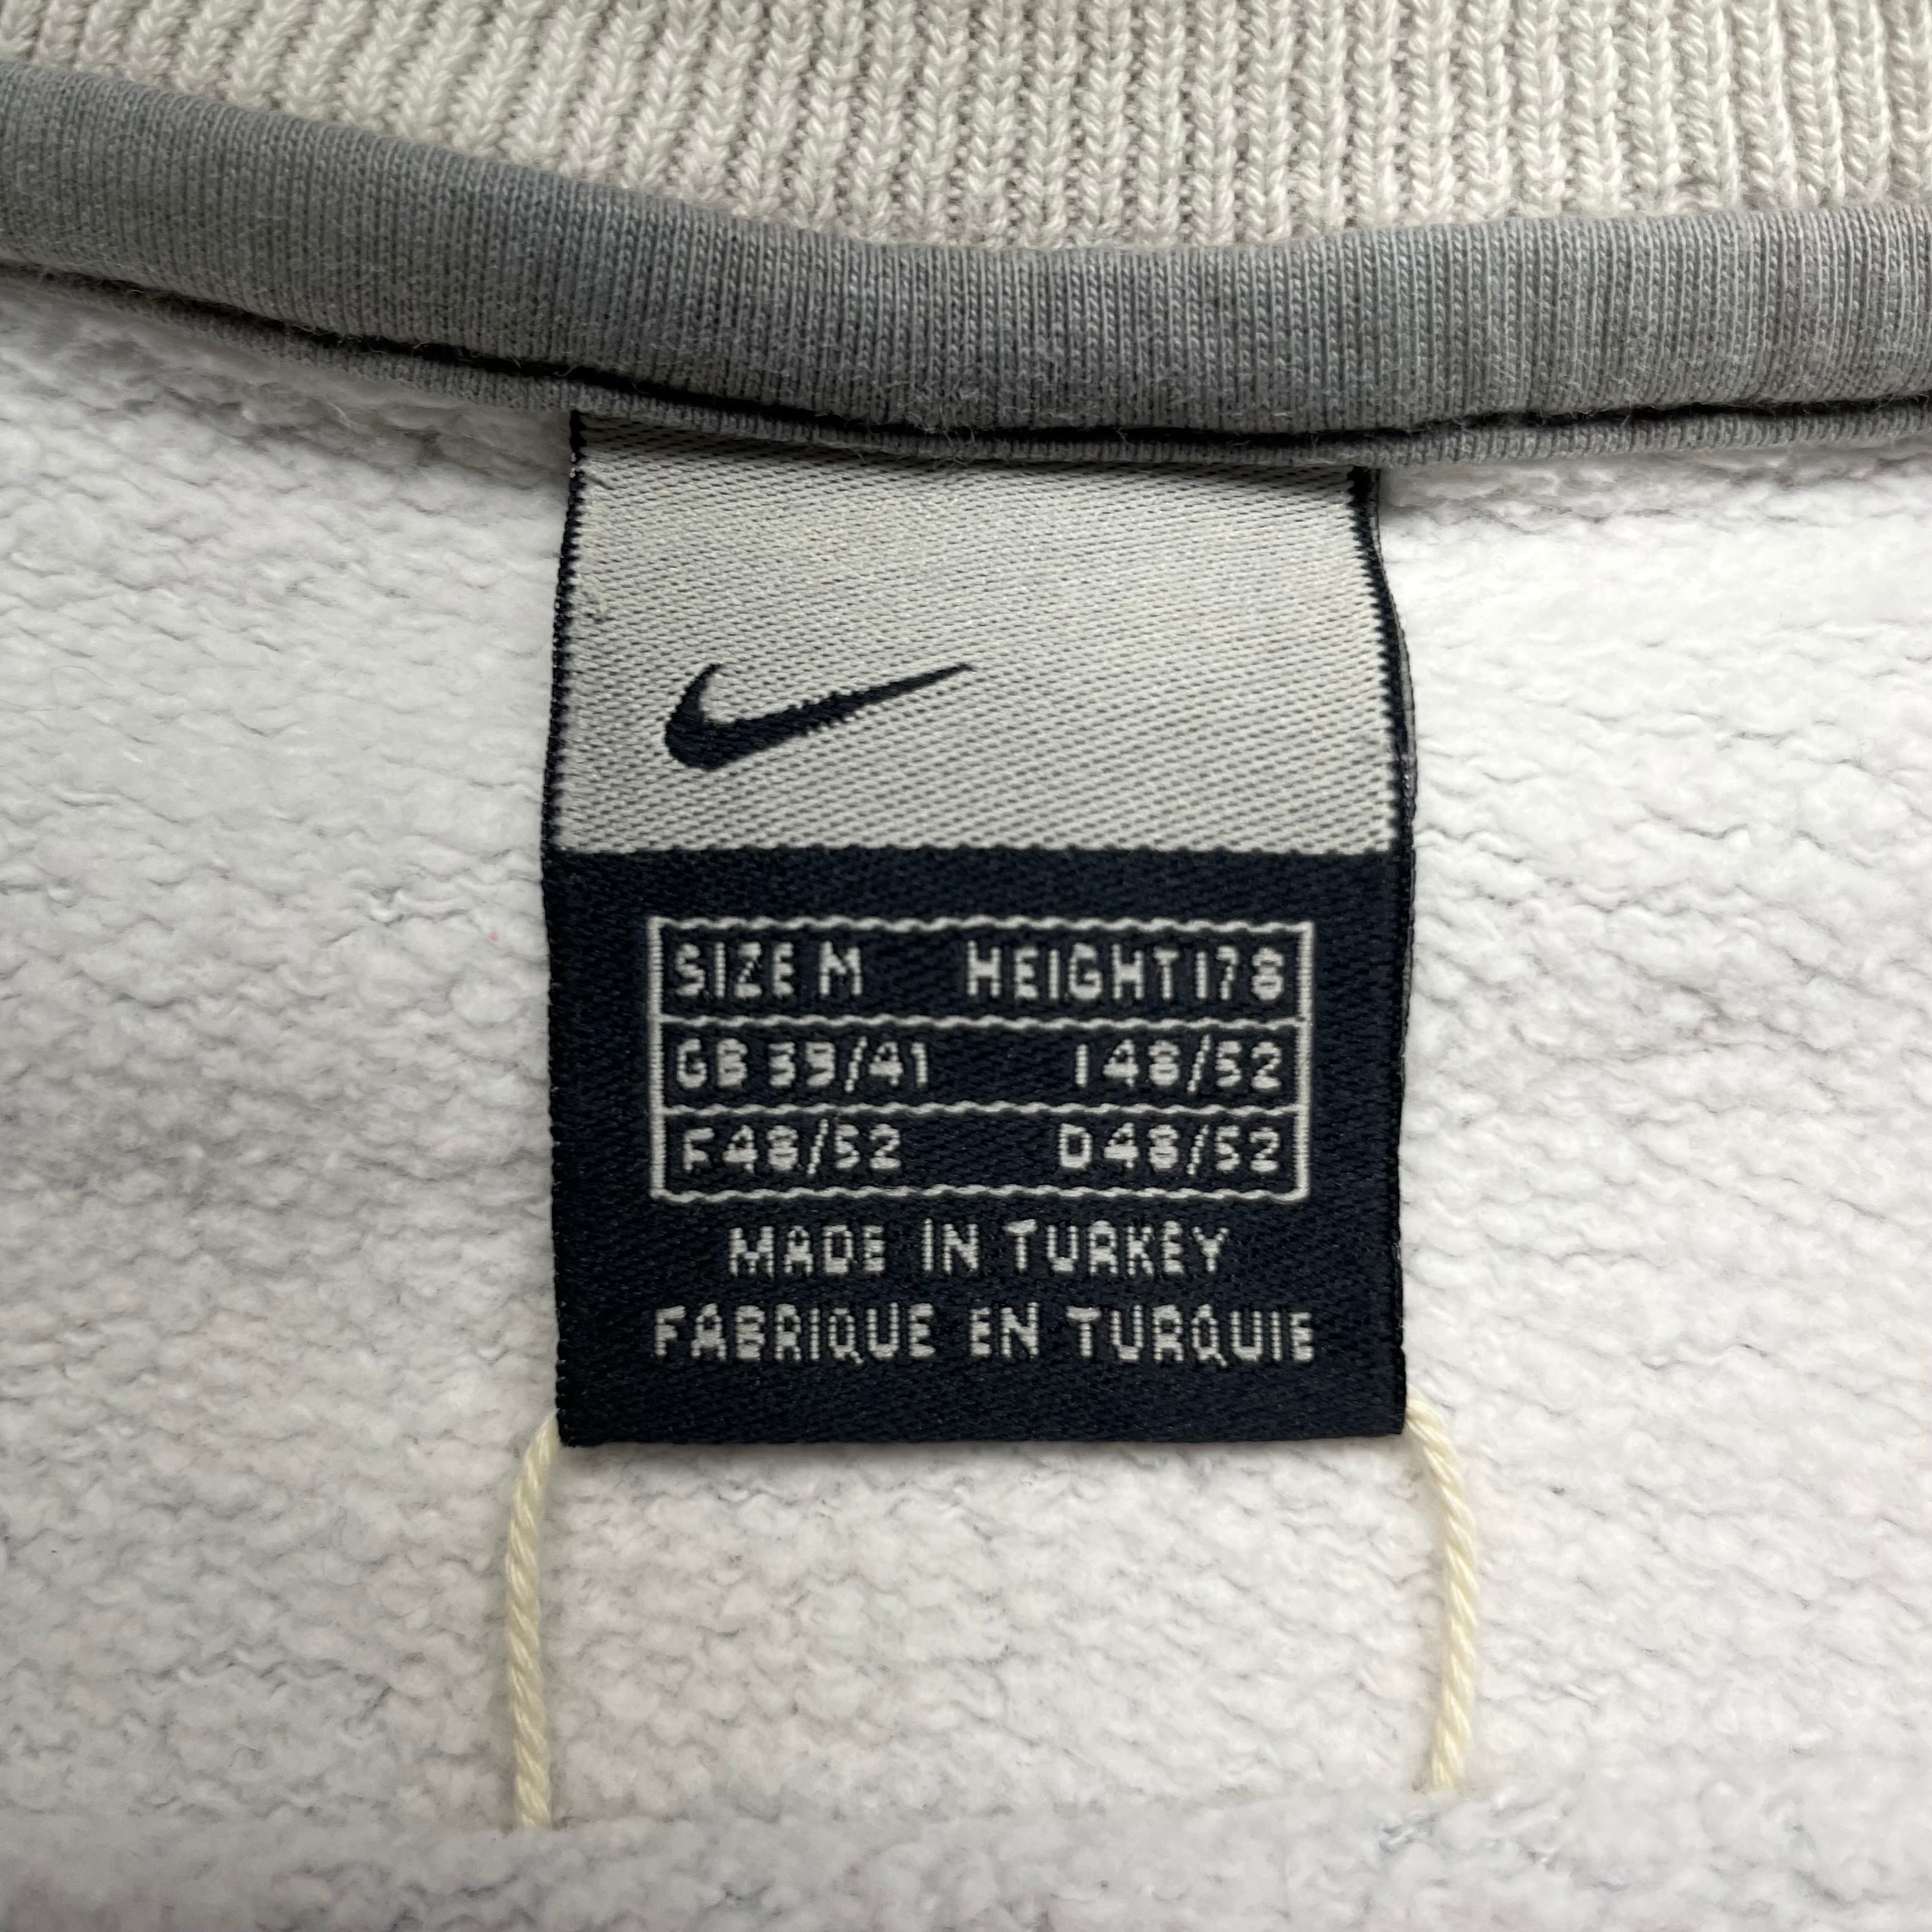 SIZE M HEIGHT 178
GB 39/41 I 48/52
F 48/52 D 48/52
MADE IN TURKEY
FABRIQUE EN TURQUIE